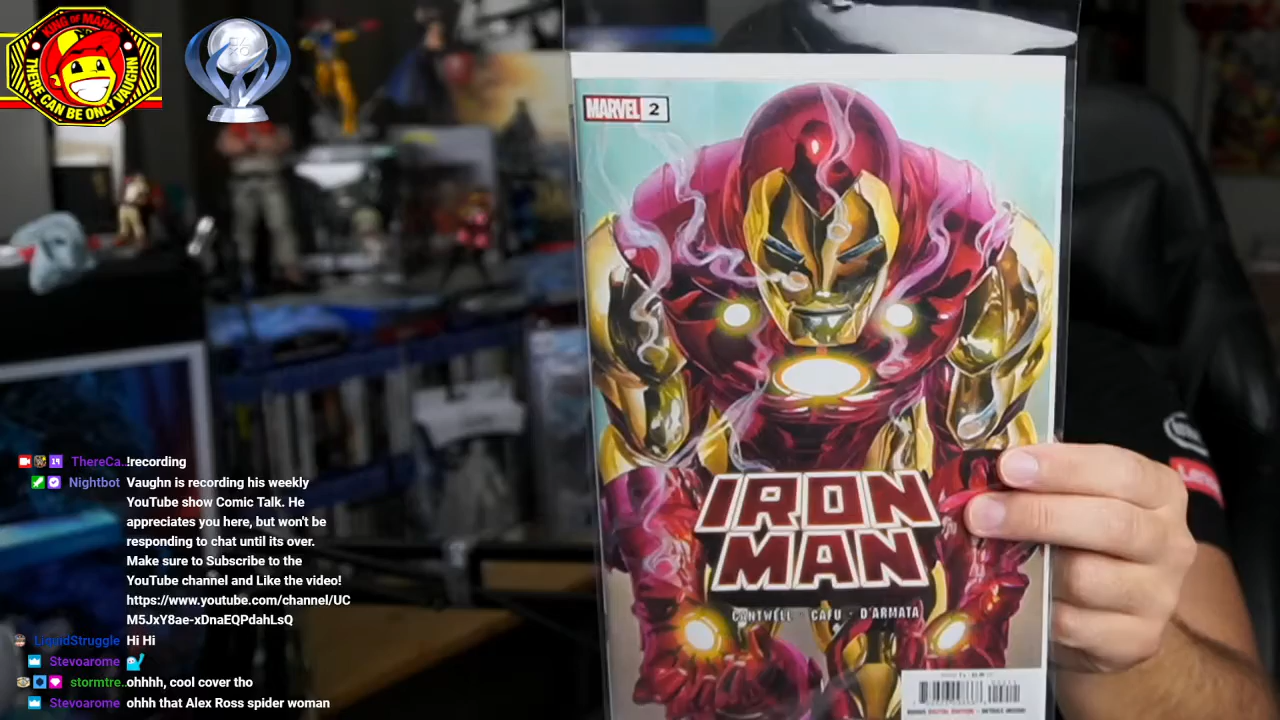 KING OF MARKS
THERE CAN BE ONLY VAUGHN
MARVEL 2
IRON
MAN
CANTWELL · CAFU · D'ARMATA
intel
ThereCa..: !recording
Nightbot Vaughn is recording his weekly
YouTube show Comic Talk. He
appreciates you here, but won't be
responding to chat until its over.
Make sure to Subscribe to the
YouTube channel and Like the video!
https://www.youtube.com/channel/UC
M5JxY8ae-xDnaEQPdahLsQ
LiquidStruggle Hi Hi
Stevoarome
stormtre.. ohhhh, cool cover tho
Stevoarome ohhh that Alex Ross spider woman